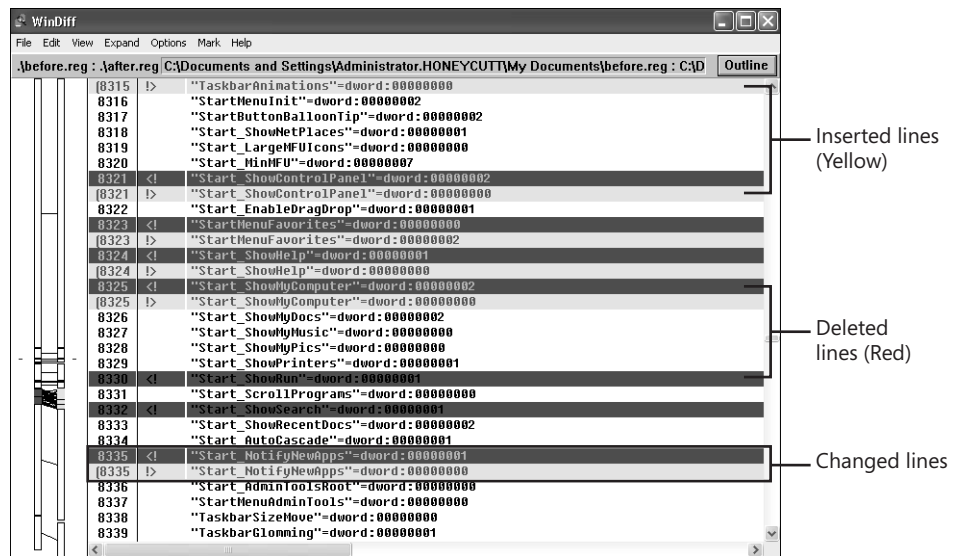 WinDiff
File Edit View Expand Options Mark Help
.\before.reg : .\after.reg C:\Documents and Settings\Administrator.HONEYCUTT\My Documents\before.reg : C:\D Outline
(8315 !> "TaskbarAnimations"=dword:00000000
8316 "StartMenuInit"=dword:00000002
8317 "StartButtonBalloonTip"=dword:00000002
8318 "Start_ShowNetPlaces"=dword:00000001
8319 "Start_LargeMFUIcons"=dword:00000000
8320 "Start_MinMFU"=dword:00000007
8321 <! "Start_ShowControlPanel"=dword:00000002
(8321 !> "Start_ShowControlPanel"=dword:00000000
8322 "Start_EnableDragDrop"=dword:00000001
8323 <! "StartMenuFavorites"=dword:00000000
(8323 !> "StartMenuFavorites"=dword:00000002
8324 <! "Start_ShowHelp"=dword:00000001
(8324 !> "Start_ShowHelp"=dword:00000000
8325 <! "Start_ShowMyComputer"=dword:00000002
(8325 !> "Start_ShowMyComputer"=dword:00000000
8326 "Start_ShowMyDocs"=dword:00000002
8327 "Start_ShowMyMusic"=dword:00000000
8328 "Start_ShowMyPics"=dword:00000000
8329 "Start_ShowPrinters"=dword:00000001
8330 <! "Start_ShowRun"=dword:00000001
8331 "Start_ScrollPrograms"=dword:00000000
8332 <! "Start_ShowSearch"=dword:00000001
8333 "Start_ShowRecentDocs"=dword:00000002
8334 "Start_AutoCascade"=dword:00000001
8335 <! "Start_NotifyNewApps"=dword:00000001
(8335 !> "Start_NotifyNewApps"=dword:00000000
8336 "Start_AdminToolsRoot"=dword:00000000
8337 "StartMenuAdminTools"=dword:00000000
8338 "TaskbarSizeMove"=dword:00000000
8339 "TaskbarGlomming"=dword:00000001
Inserted lines
(Yellow)
Deleted
lines (Red)
Changed lines